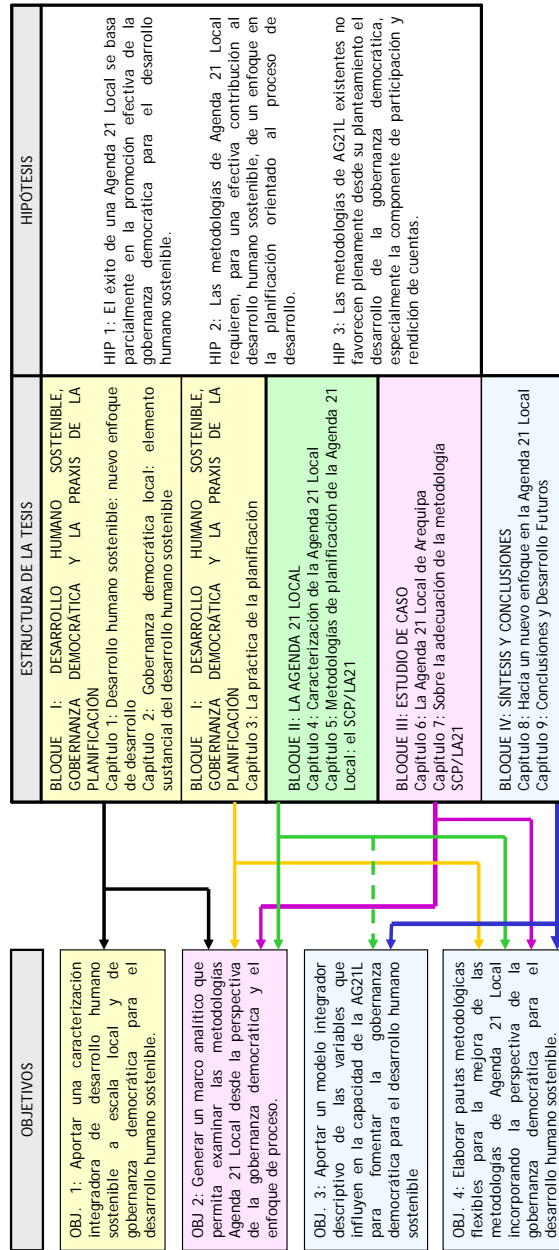 OBJETIVOS
OBJ. 1: Aportar una caracterización
integradora de desarrollo humano
sostenible a escala local y de
gobernanza democrática para el
desarrollo humano sostenible.
OBJ 2: Generar un marco analítico que
permita examinar las metodologías
Agenda 21 Local desde la perspectiva
de la gobernanza democrática y el
enfoque de proceso.
OBJ. 3: Aportar un modelo integrador
descriptivo de las variables que
influyen en la capacidad de la AG21L
para fomentar la gobernanza
democrática para el desarrollo humano
sostenible
OBJ. 4: Elaborar pautas metodológicas
flexibles para la mejora de las
metodologías de Agenda 21 Local
incorporando la perspectiva de la
gobernanza democrática para el
desarrollo humano sostenible.
ESTRUCTURA DE LA TESIS
BLOQUE I: DESARROLLO HUMANO SOSTENIBLE,
GOBERNANZA DEMOCRÁTICA Y LA PRAXIS DE LA
PLANIFICACIÓN
Capítulo 1: Desarrollo humano sostenible: nuevo enfoque
de desarrollo
Capítulo 2: Gobernanza democrática local: elemento
sustancial del desarrollo humano sostenible
BLOQUE I: DESARROLLO HUMANO SOSTENIBLE,
GOBERNANZA DEMOCRÁTICA Y LA PRAXIS DE LA
PLANIFICACIÓN
Capítulo 3: La práctica de la planificación
BLOQUE II: LA AGENDA 21 LOCAL
Capítulo 4: Caracterización de la Agenda 21 Local
Capítulo 5: Metodologías de planificación de la Agenda 21
Local: el SCP/LA21
BLOQUE III: ESTUDIO DE CASO
Capítulo 6: La Agenda 21 Local de Arequipa
Capítulo 7: Sobre la adecuación de la metodología
SCP/LA21
BLOQUE IV: SÍNTESIS Y CONCLUSIONES
Capítulo 8: Hacia un nuevo enfoque en la Agenda 21 Local
Capítulo 9: Conclusiones y Desarrollo Futuros
HIPÓTESIS
HIP 1: El éxito de una Agenda 21 Local se basa
parcialmente en la promoción efectiva de la
gobernanza democrática para el desarrollo
humano sostenible.
HIP 2: Las metodologías de Agenda 21 Local
requieren, para una efectiva contribución al
desarrollo humano sostenible, de un enfoque en
la planificación orientado al proceso de
desarrollo.
HIP 3: Las metodologías de AG21L existentes no
favorecen plenamente desde su planteamiento el
desarrollo de la gobernanza democrática,
especialmente la componente de participación y
rendición de cuentas.